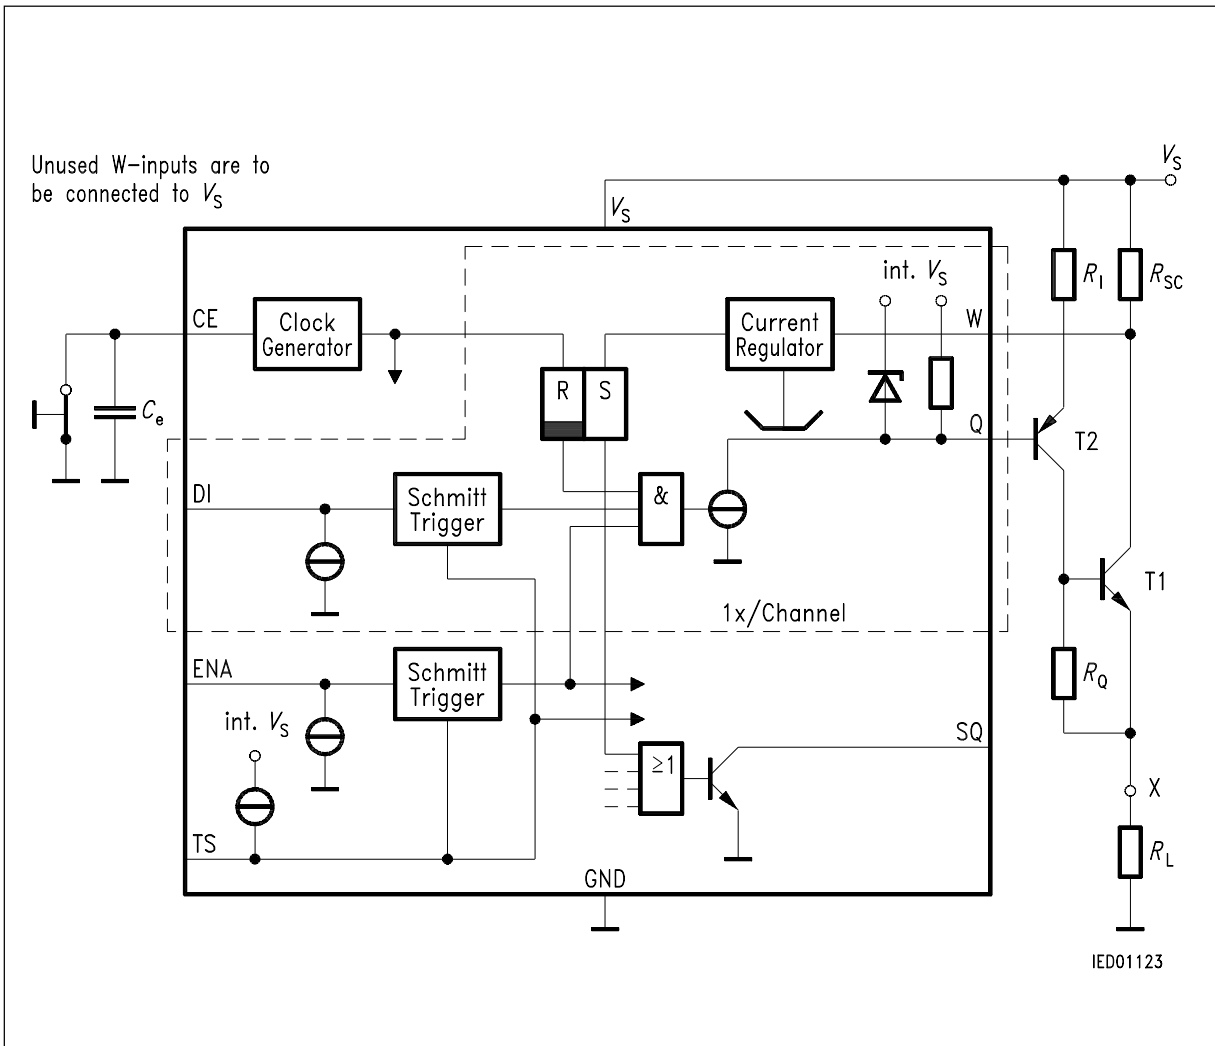 Unused W-inputs are to
be connected to VS
VS
VS
int. VS
RI
RSC
CE
Clock
Generator
Current
Regulator
W
R
S
Ce
Q
T2
DI
Schmitt
Trigger
&
T1
1x/Channel
ENA
Schmitt
Trigger
RQ
int. VS
SQ
≥1
X
TS
RL
GND
IED01123